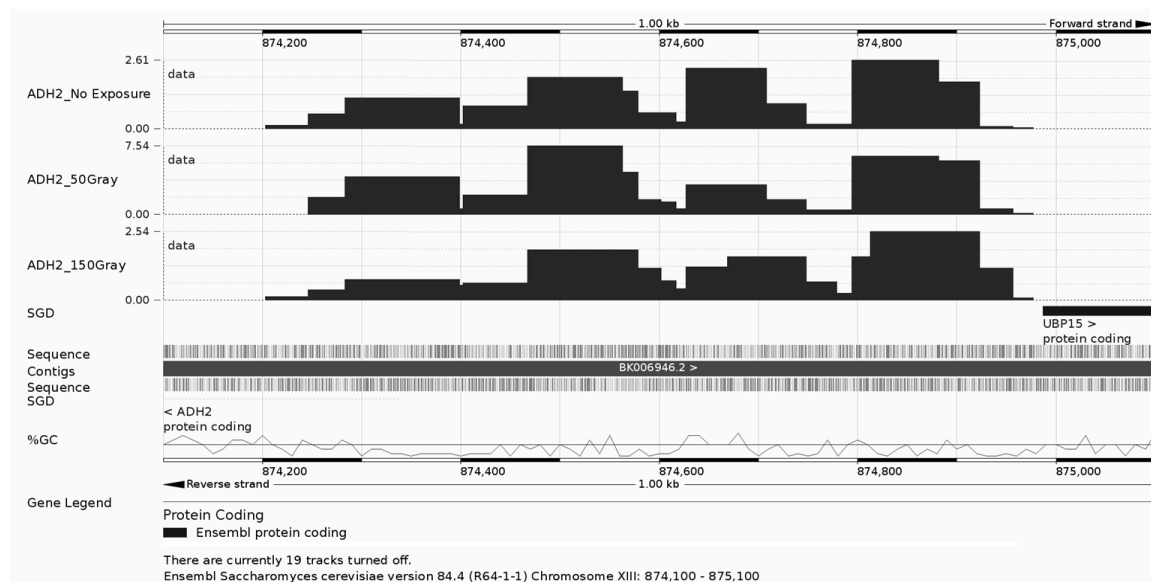 1.00 kb
Forward strand
874,200 874,400 874,600 874,800 875,000
2.61
data
ADH2_No Exposure
0.00
7.54
data
ADH2_50Gray
0.00
2.54
data
ADH2_150Gray
0.00
SGD
UBP15 >
protein coding
Sequence
Contigs
BK006946.2 >
Sequence
SGD
< ADH2
protein coding
%GC
874,200 874,400 874,600 874,800 875,000
Reverse strand
1.00 kb
Gene Legend
Protein Coding
Ensembl protein coding
There are currently 19 tracks turned off.
Ensembl Saccharomyces cerevisiae version 84.4 (R64-1-1) Chromosome XIII: 874,100 - 875,100